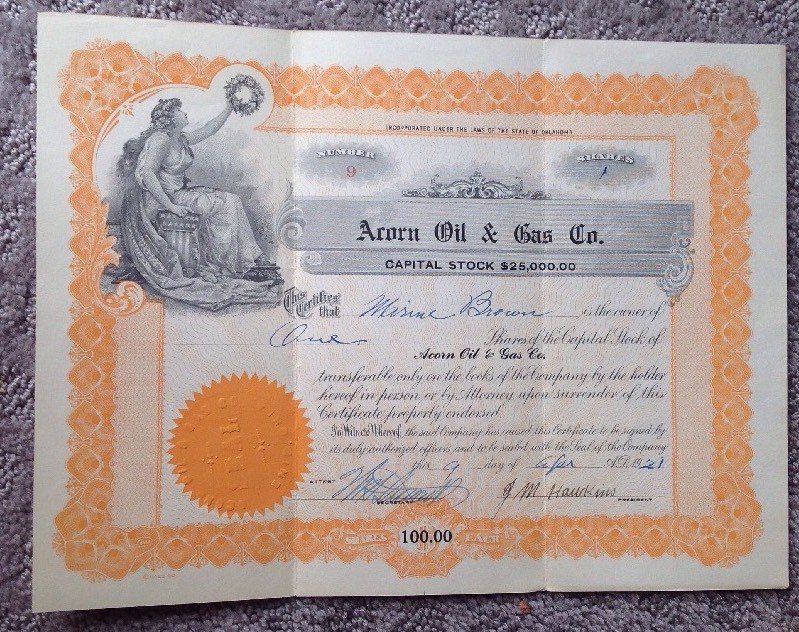 INCORPORATED UNDER THE LAWS OF THE STATE OF OKLAHOMA
NUMBER
9
SHARES
1
Acorn Oil & Gas Co.
CAPITAL STOCK $25,000.00
This Certifies that Maxine Brown is the owner of
One Shares of the Capital Stock of
Acorn Oil & Gas Co.
transferable only on the books of the Company by the holder
hereof in person or by Attorney upon surrender of this
Certificate properly endorsed.
In Witness Whereof, the said Company has caused this Certificate to be signed by
its duly authorized officers and to be sealed with the Seal of the Company
this 9 day of Apr A.D. 1921
ATTEST
J M Hawkins
SECRETARY
PRESIDENT
SHARES 100.00 EACH